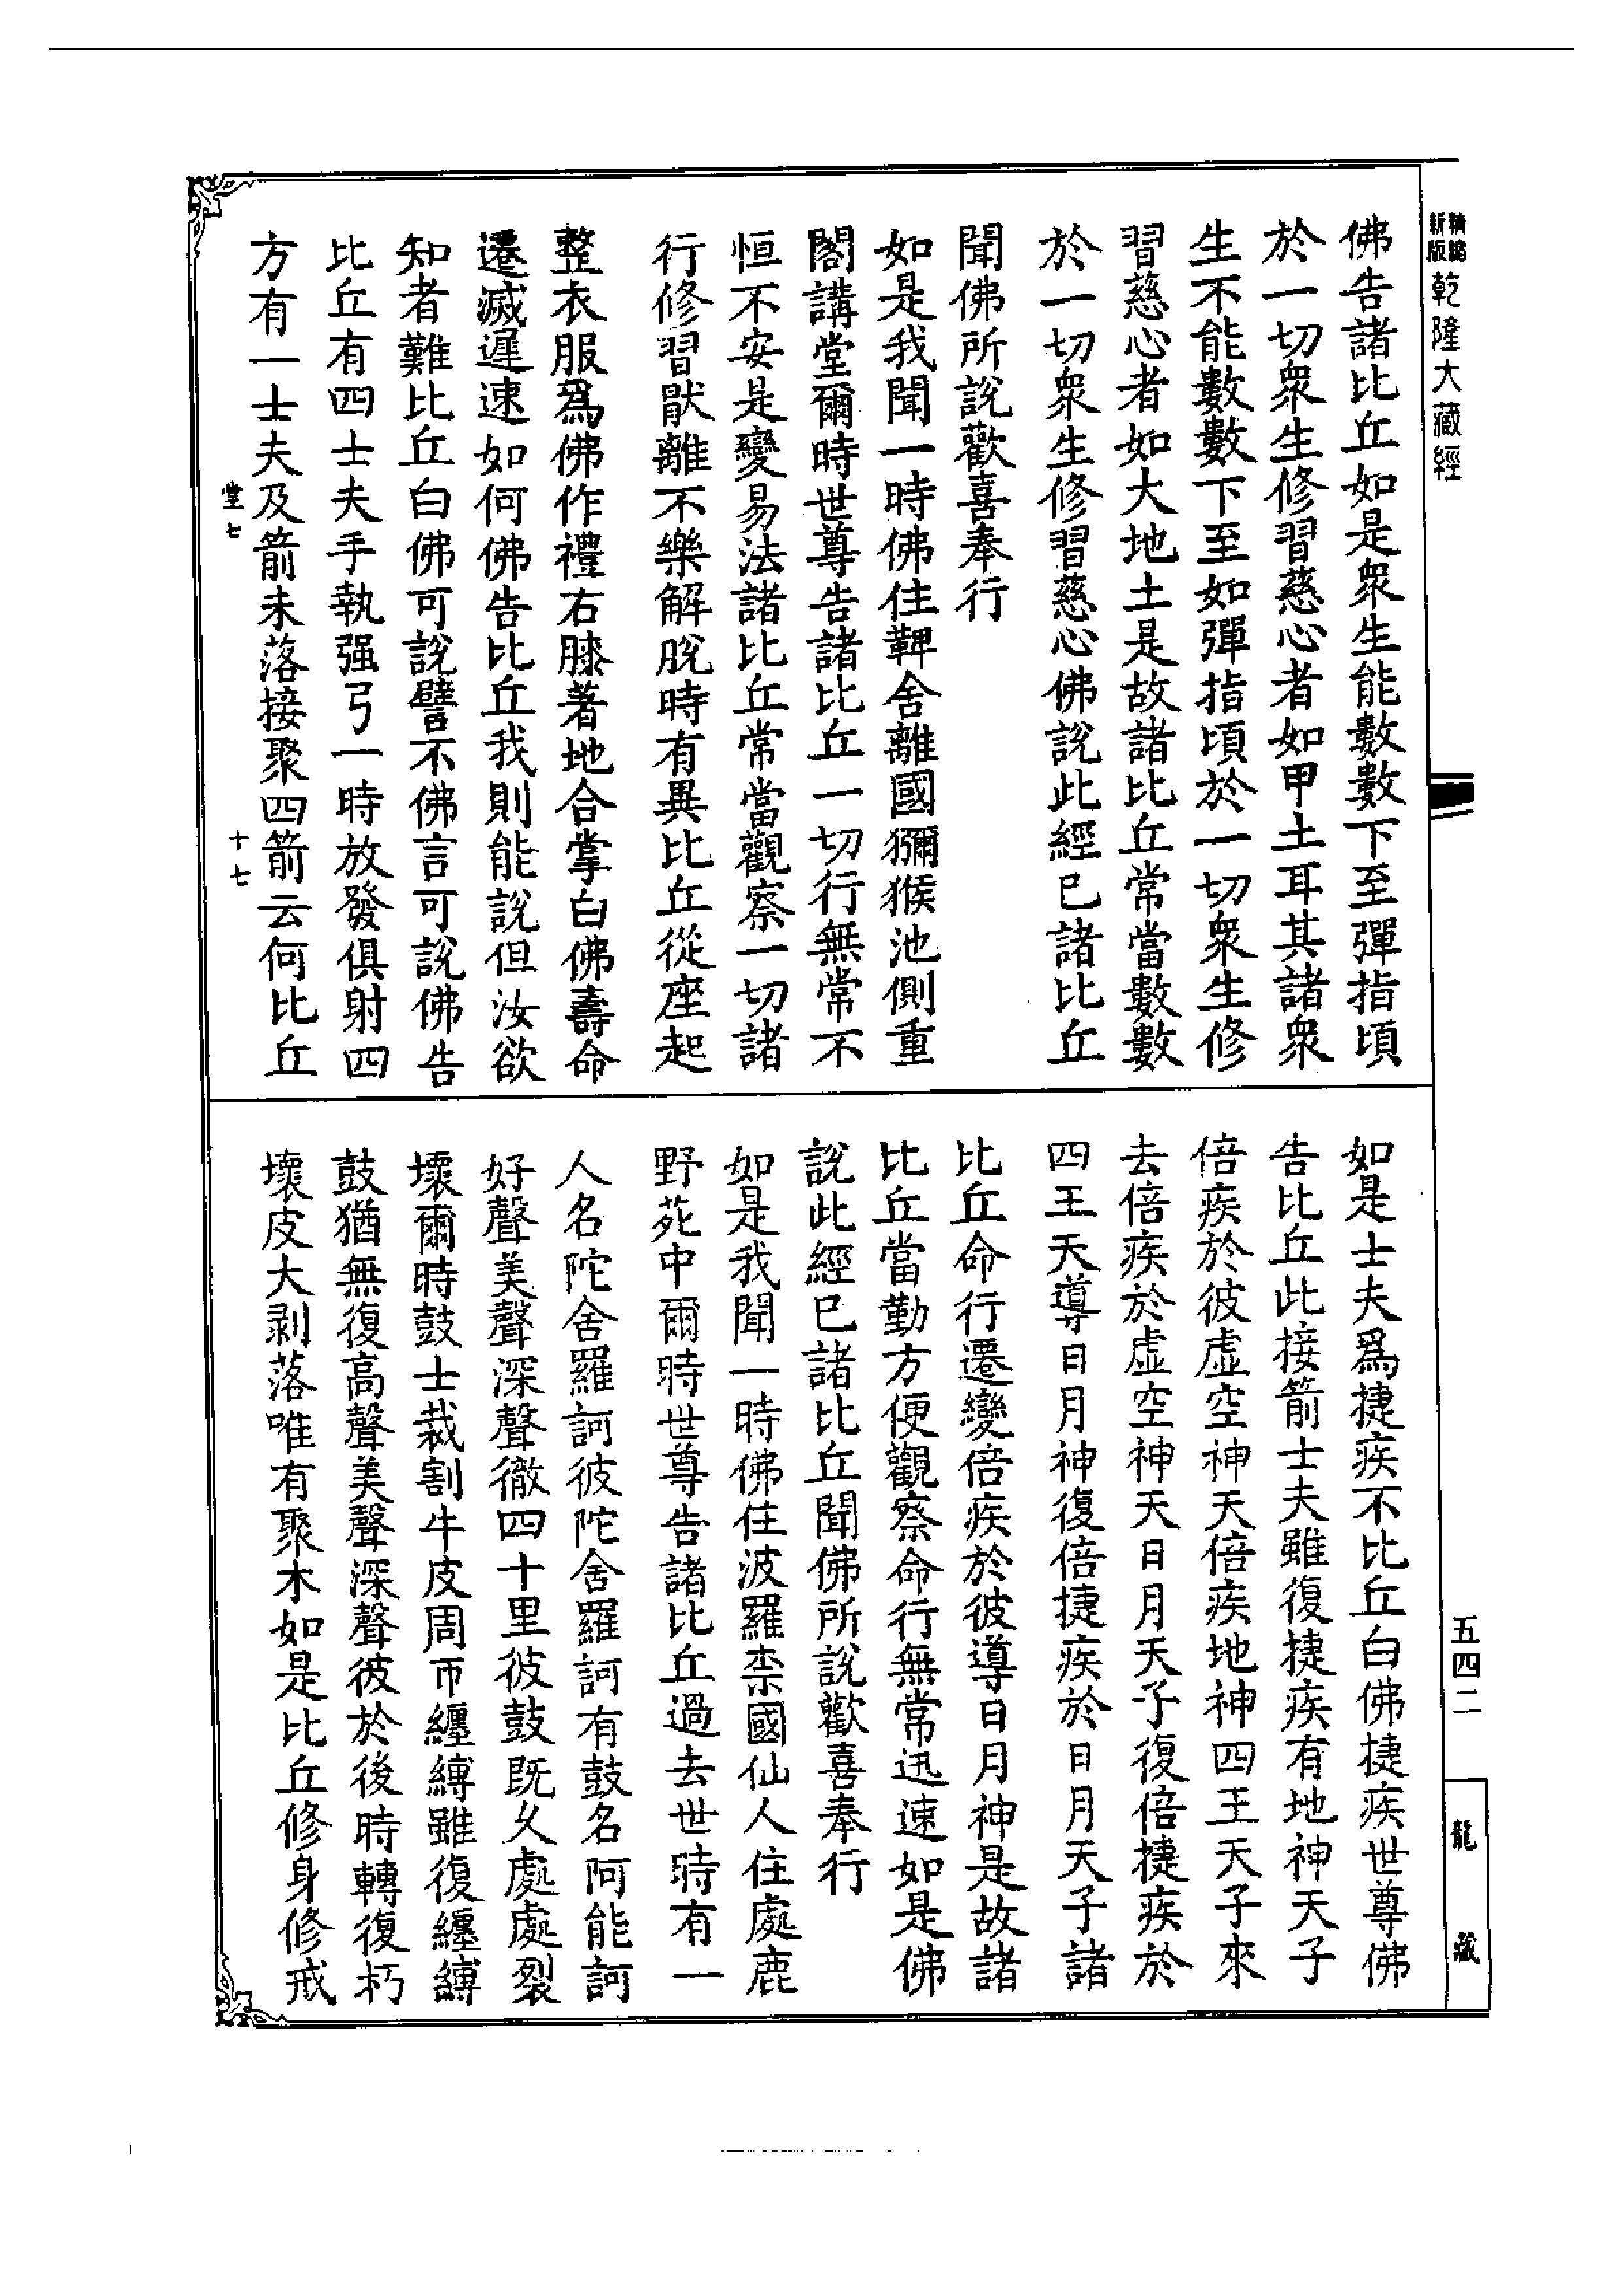 新版精縮
乾隆大藏經
佛告諸比丘如是衆生能數數下至彈指頃
於一切衆生修習慈心者如甲土耳其諸衆
生不能數數下至如彈指頃於一切衆生修
習慈心者如大地土是故諸比丘常當數數
於一切衆生修習慈心佛說此經已諸比丘
聞佛所說歡喜奉行
如是我聞一時佛住鞞舍離國獼猴池側重
閣講堂爾時世尊告諸比丘一切行無常不
恒不安是變易法諸比丘常當觀察一切諸
行修習猒離不樂解脫時有異比丘從座起
整衣服爲佛作禮右膝著地合掌白佛壽命
遷滅遲速如何佛告比丘我則能說但汝欲
知者難比丘白佛可說譬不佛言可說佛告
比丘有四士夫手執强弓一時放發俱射四
方有一士夫及箭未落接聚四箭云何比丘
堂七
十七
如是士夫爲捷疾不比丘白佛捷疾世尊佛
告比丘此接箭士夫雖復捷疾有地神天子
倍疾於彼虛空神天倍疾地神四王天子來
去倍疾於虛空神天日月天子復倍捷疾於
四王天導日月神復倍捷疾於日月天子諸
比丘命行遷變倍疾於彼導日月神是故諸
比丘當勤方便觀察命行無常迅速如是佛
說此經已諸比丘聞佛所說歡喜奉行
如是我聞一時佛住波羅柰國仙人住處鹿
野苑中爾時世尊告諸比丘過去世時有一
人名陀舍羅訶彼陀舍羅訶有鼓名阿能訶
好聲美聲深聲徹四十里彼鼓既久處處裂
壞爾時鼓士裁割牛皮周帀纏縛雖復纏縛
鼓猶無復高聲美聲深聲彼於後時轉復朽
壞皮大剥落唯有聚木如是比丘修身修戒
五四二
龍藏